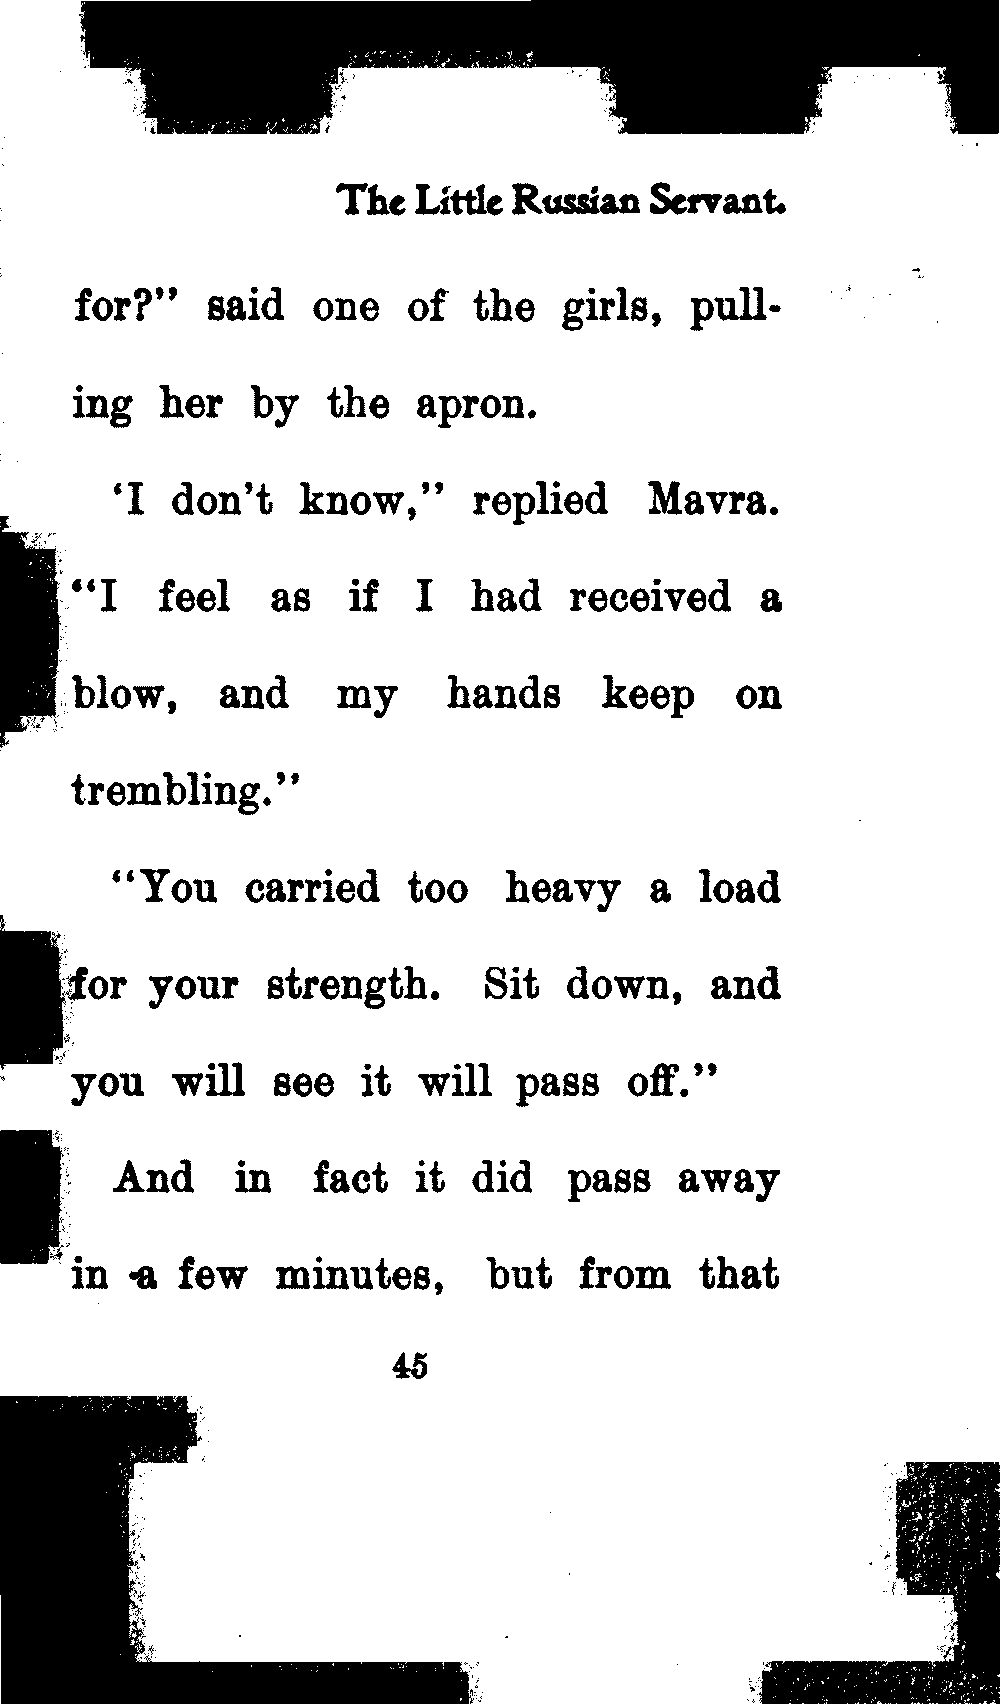 The Little Russian Servant.
for?" said one of the girls, pull-
ing her by the apron.
'I don't know," replied Mavra.
"I feel as if I had received a
blow, and my hands keep on
trembling."
"You carried too heavy a load
for your strength. Sit down, and
you will see it will pass off."
And in fact it did pass away
in a few minutes, but from that
45